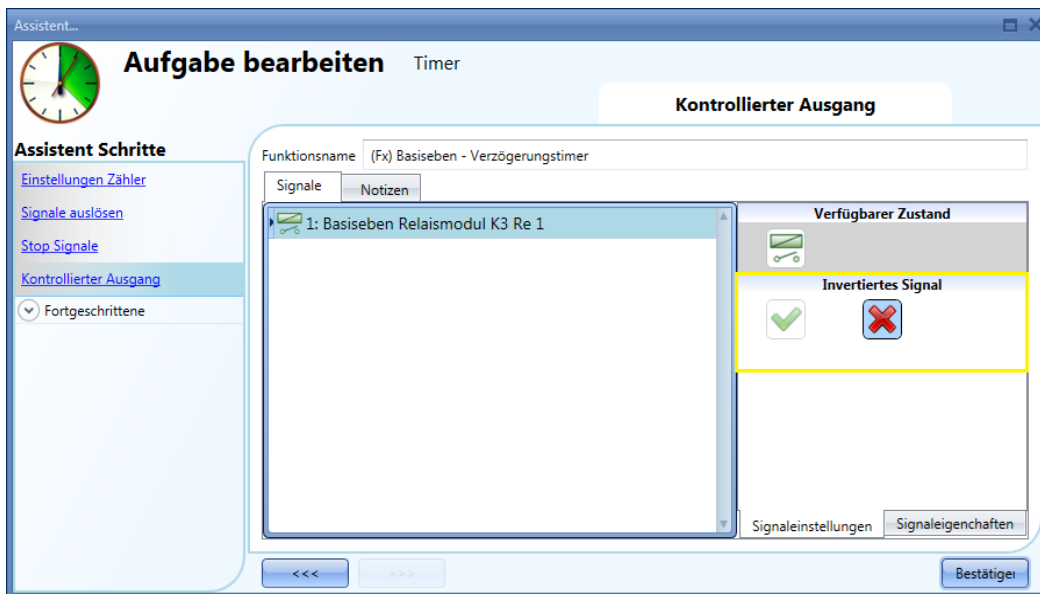 Assistent...
Aufgabe bearbeiten Timer
Kontrollierter Ausgang
Assistent Schritte
Einstellungen Zähler
Signale auslösen
Stop Signale
Kontrollierter Ausgang
Fortgeschrittene
Funktionsname (Fx) Basiseben - Verzögerungstimer
Signale Notizen
1: Basiseben Relaismodul K3 Re 1
Verfügbarer Zustand
Invertiertes Signal
Signaleinstellungen Signaleigenchaften
<<< >>> Bestätiger